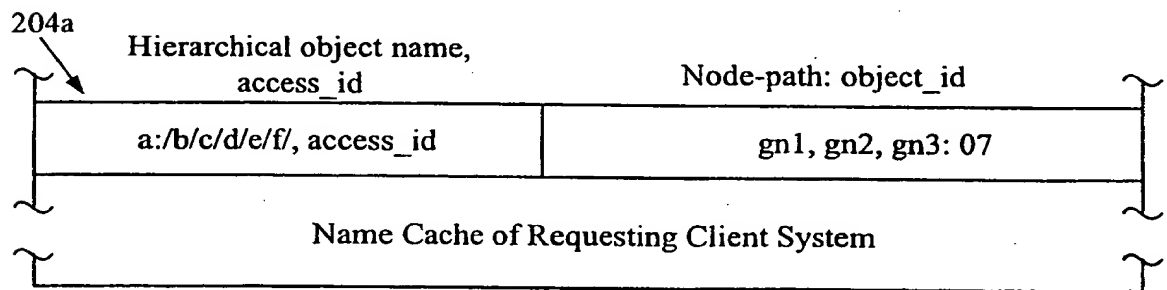 204a
Hierarchical object name,
access_id
Node-path: object_id
a:/b/c/d/e/f/, access_id
gn1, gn2, gn3: 07
Name Cache of Requesting Client System